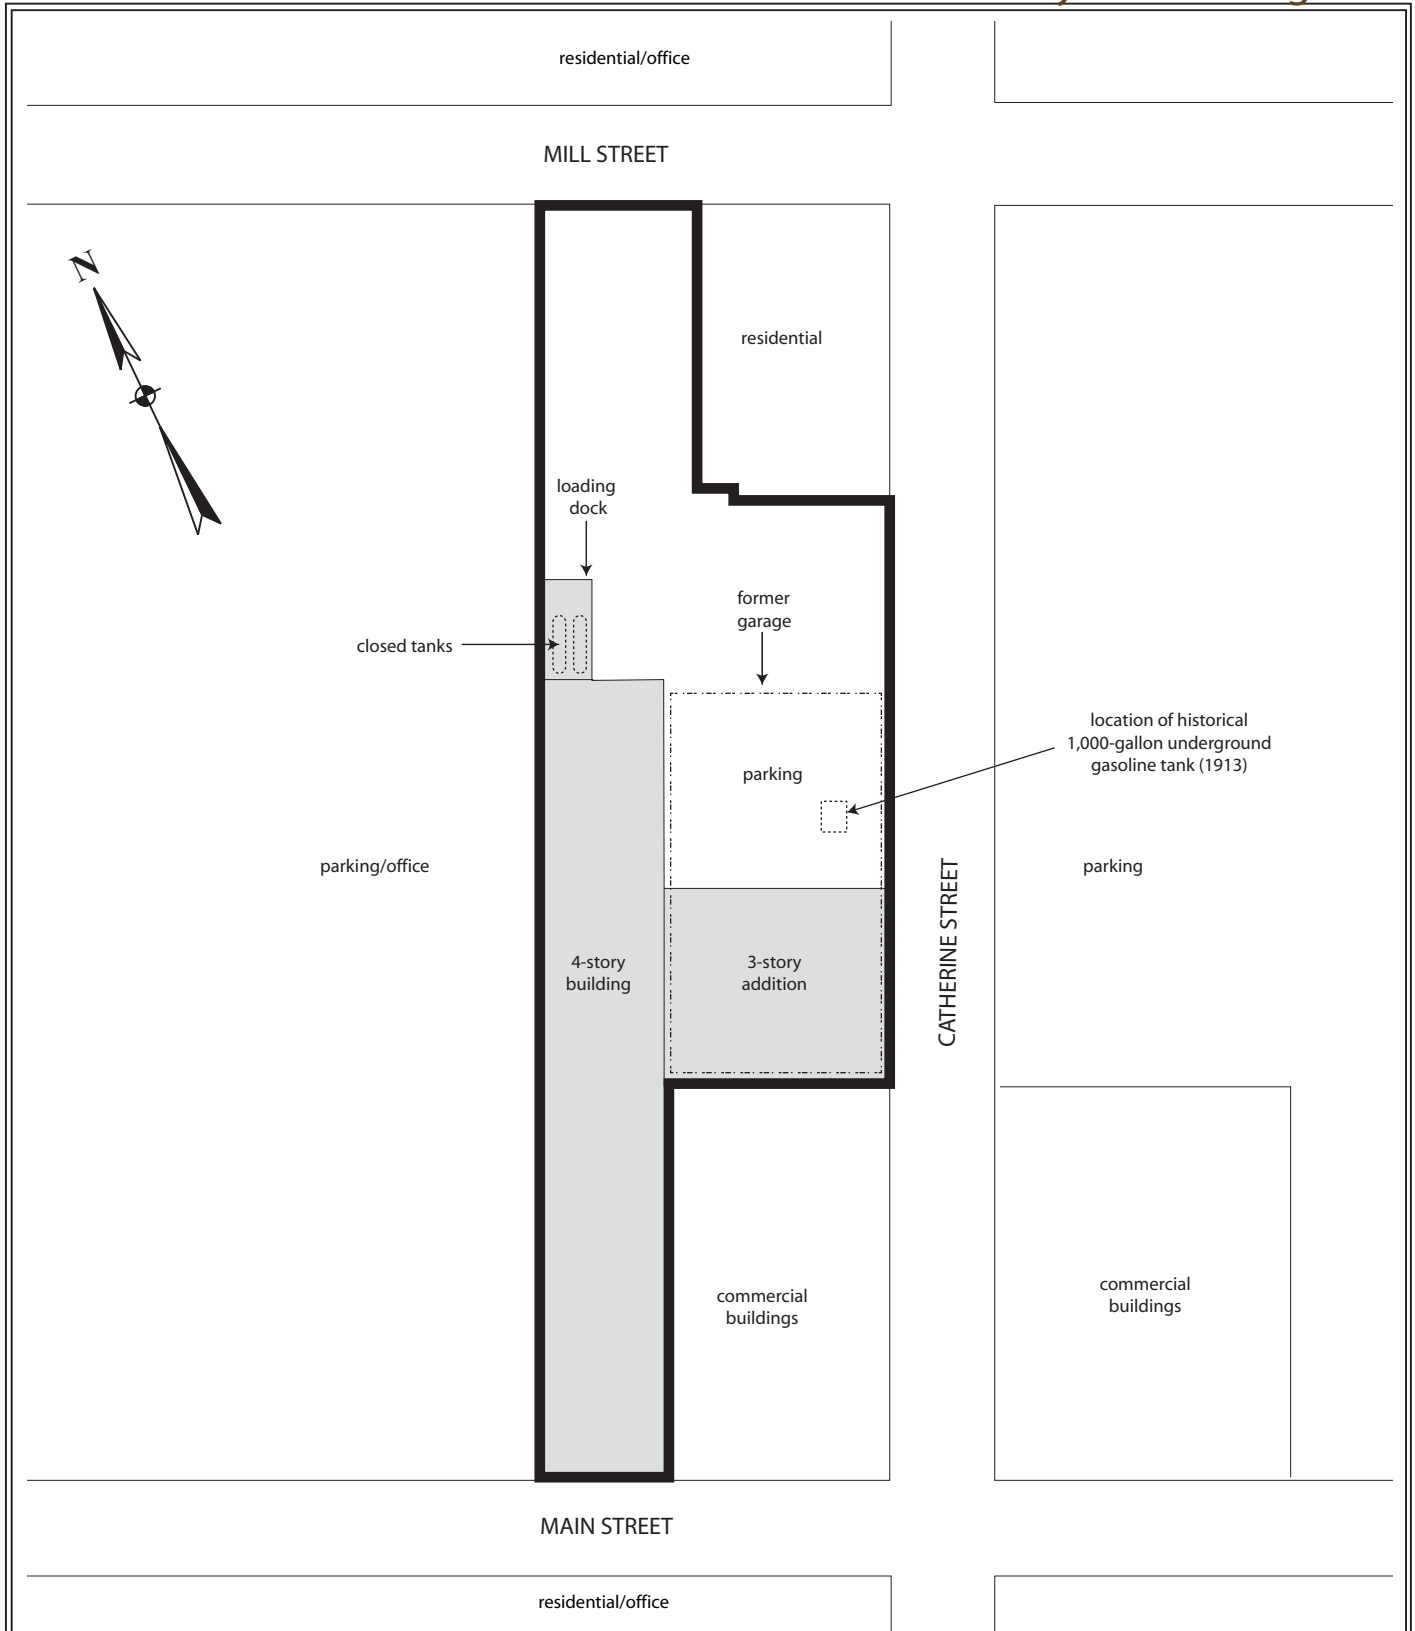 residential/office
MILL STREET
N
residential
loading
dock
former
garage
closed tanks
location of historical
1,000-gallon underground
gasoline tank (1913)
parking
parking/office
parking
CATHERINE STREET
4-story
building
3-story
addition
commercial
buildings
commercial
buildings
MAIN STREET
residential/office